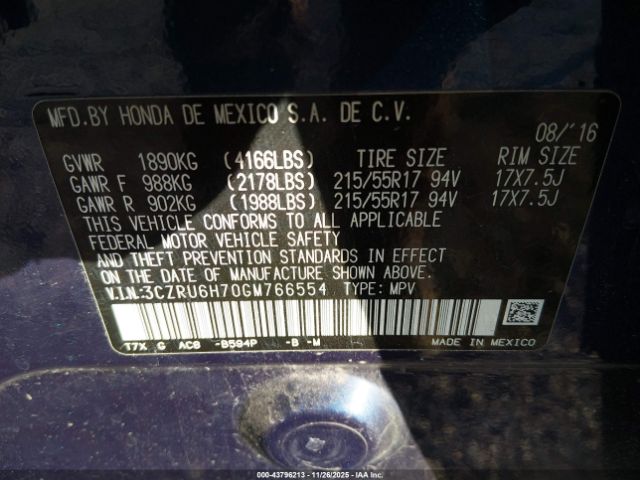 MFD.BY HONDA DE MEXICO S.A. DE C.V.
08/'16
GVWR 1890KG (4166LBS) TIRE SIZE RIM SIZE
GAWR F 988KG (2178LBS) 215/55R17 94V 17X7.5J
GAWR R 902KG (1988LBS) 215/55R17 94V 17X7.5J
THIS VEHICLE CONFORMS TO ALL APPLICABLE
FEDERAL MOTOR VEHICLE SAFETY
AND THEFT PREVENTION STANDARDS IN EFFECT
ON THE DATE OF MANUFACTURE SHOWN ABOVE.
V.I.N.:3CZRU6H70GM766554 TYPE: MPV
T7X G AC8 -B594P -B -M MADE IN MEXICO
000-43796213 - 11/26/2025 - IAA Inc.